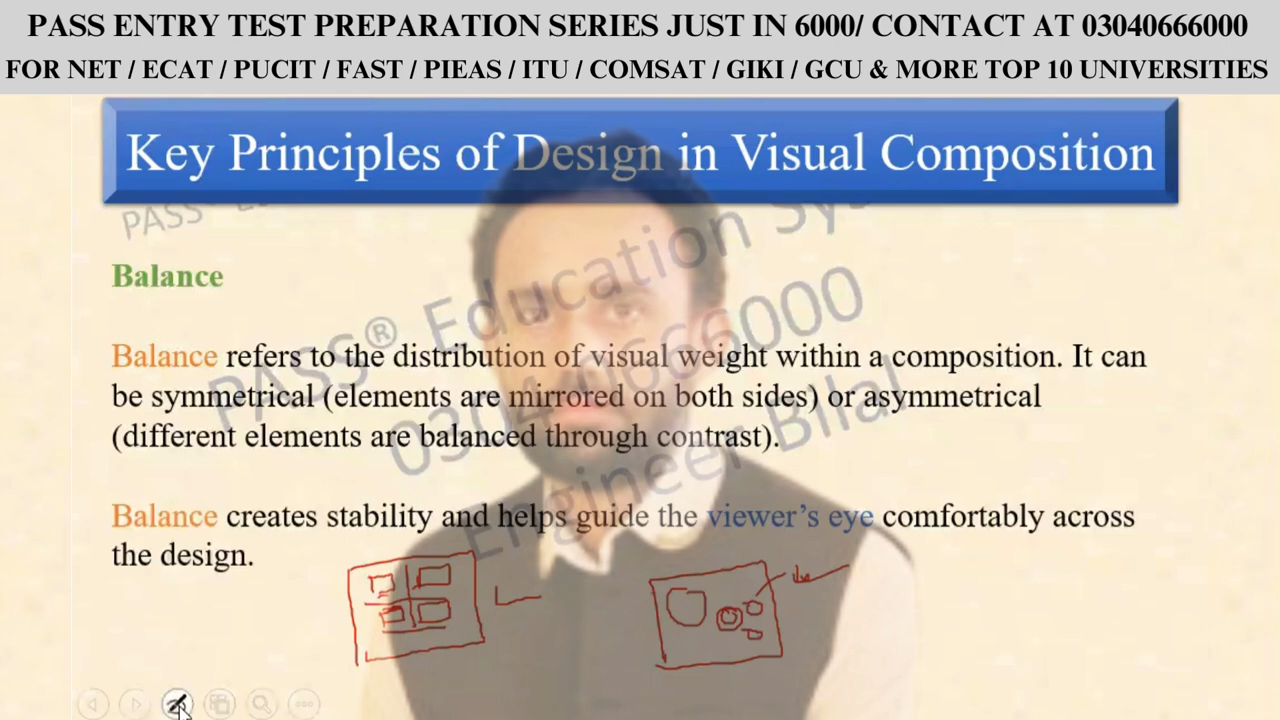 PASS ENTRY TEST PREPARATION SERIES JUST IN 6000/ CONTACT AT 03040666000
FOR NET / ECAT / PUCIT / FAST / PIEAS / ITU / COMSAT / GIKI / GCU & MORE TOP 10 UNIVERSITIES
Key Principles of Design in Visual Composition
Balance
Balance refers to the distribution of visual weight within a composition. It can
be symmetrical (elements are mirrored on both sides) or asymmetrical
(different elements are balanced through contrast).
Balance creates stability and helps guide the viewer’s eye comfortably across
the design.
PASS® Education
0304 0666000
Engineer Bilal
PASS®